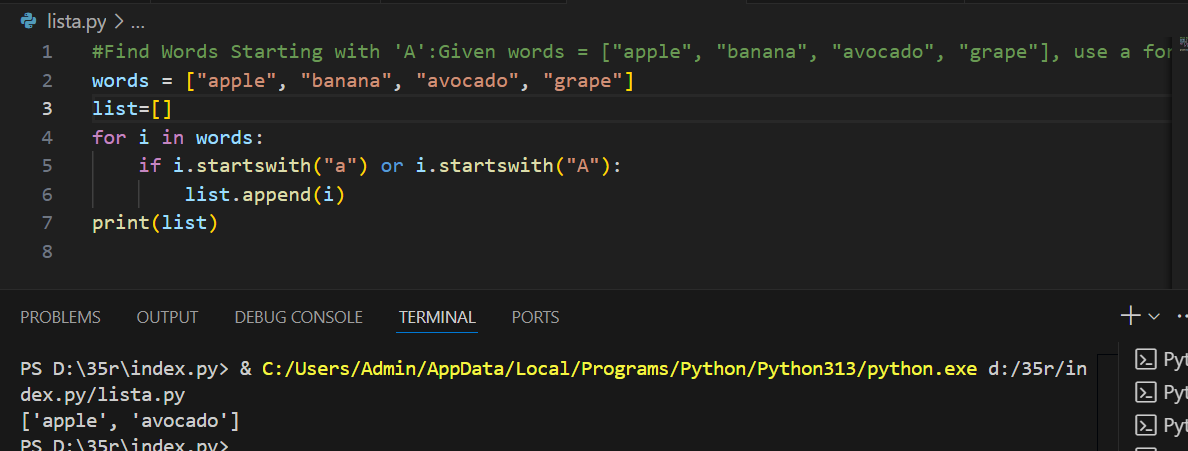 lista.py > ...
1 #Find Words Starting with 'A':Given words = ["apple", "banana", "avocado", "grape"], use a for
2 words = ["apple", "banana", "avocado", "grape"]
3 list=[]
4 for i in words:
5     if i.startswith("a") or i.startswith("A"):
6         list.append(i)
7 print(list)
8
PROBLEMS OUTPUT DEBUG CONSOLE TERMINAL PORTS
PS D:\35r\index.py> & C:/Users/Admin/AppData/Local/Programs/Python/Python313/python.exe d:/35r/in
dex.py/lista.py
['apple', 'avocado']
PS D:\35r\index.py>
Pyt
Pyt
Pyt